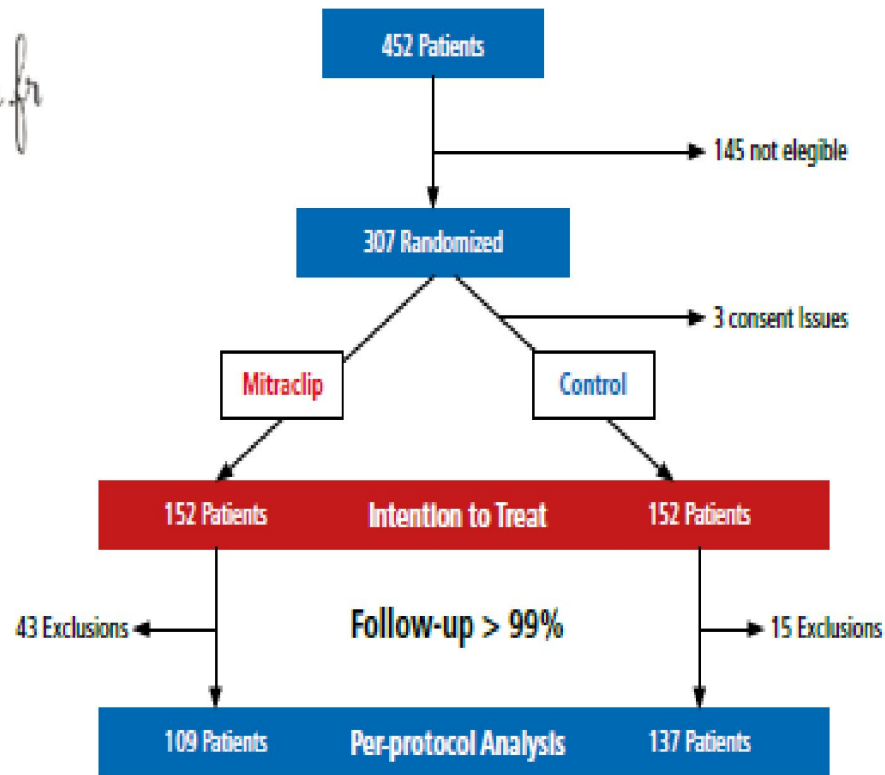 fr
452 Patients
145 not elegible
307 Randomized
3 consent Issues
Mitraclip
Control
152 Patients Intention to Treat 152 Patients
43 Exclusions Follow-up > 99% 15 Exclusions
109 Patients Per-protocol Analysis 137 Patients